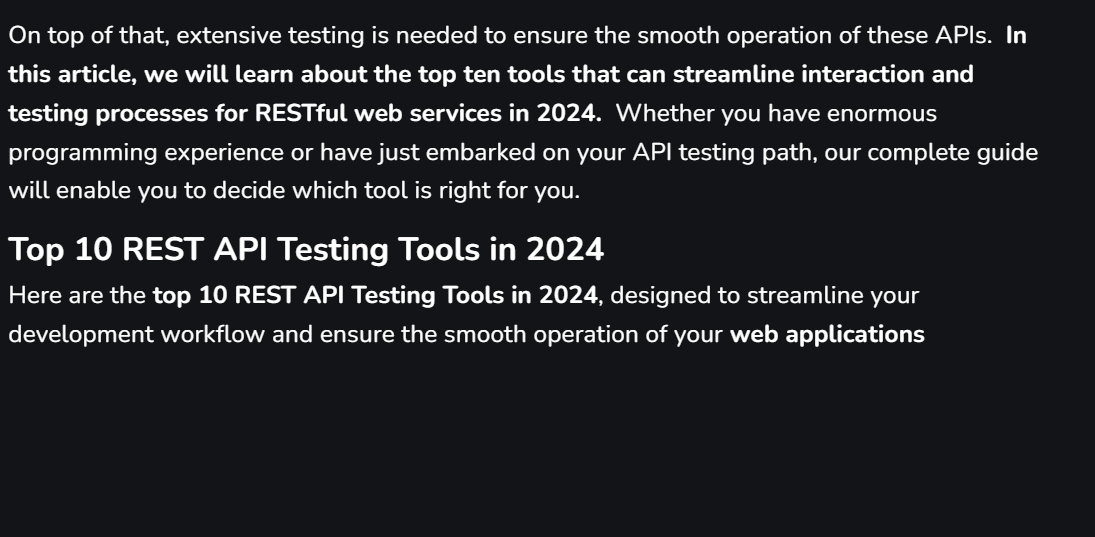 On top of that, extensive testing is needed to ensure the smooth operation of these APIs.  In
this article, we will learn about the top ten tools that can streamline interaction and
testing processes for RESTful web services in 2024.  Whether you have enormous
programming experience or have just embarked on your API testing path, our complete guide
will enable you to decide which tool is right for you.
Top 10 REST API Testing Tools in 2024
Here are the top 10 REST API Testing Tools in 2024, designed to streamline your
development workflow and ensure the smooth operation of your web applications